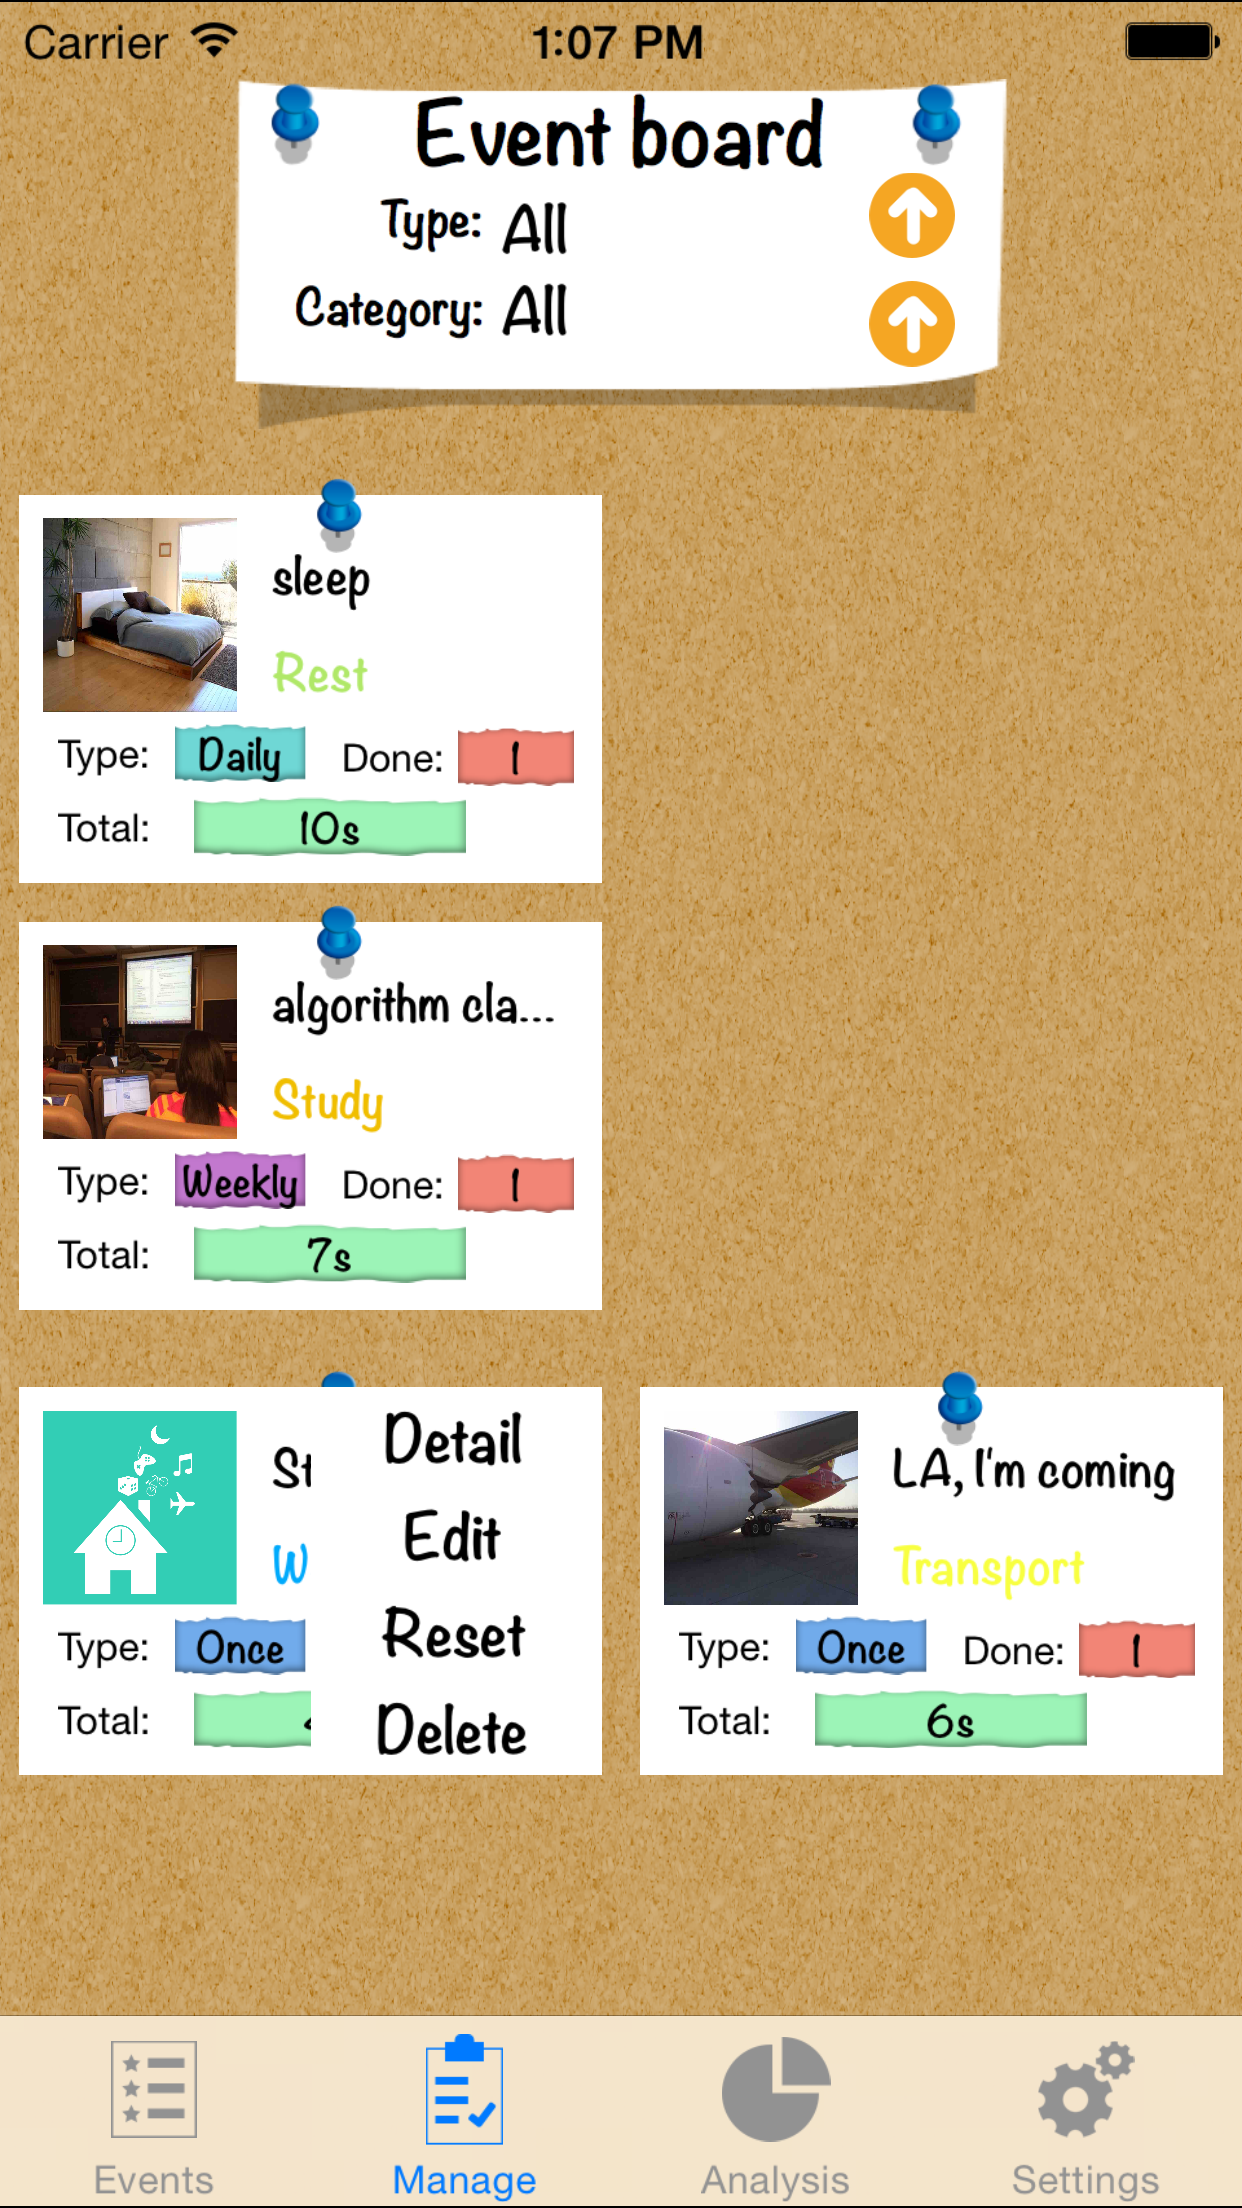 Carrier 1:07 PM
Event board
Type: All
Category: All
sleep
Rest
Type: Daily Done: 1
Total: 10s
algorithm cla...
Study
Type: Weekly Done: 1
Total: 7s
St
W
Type: Once
Total:
Detail
Edit
Reset
Delete
LA, I'm coming
Transport
Type: Once Done: 1
Total: 6s
Events Manage Analysis Settings